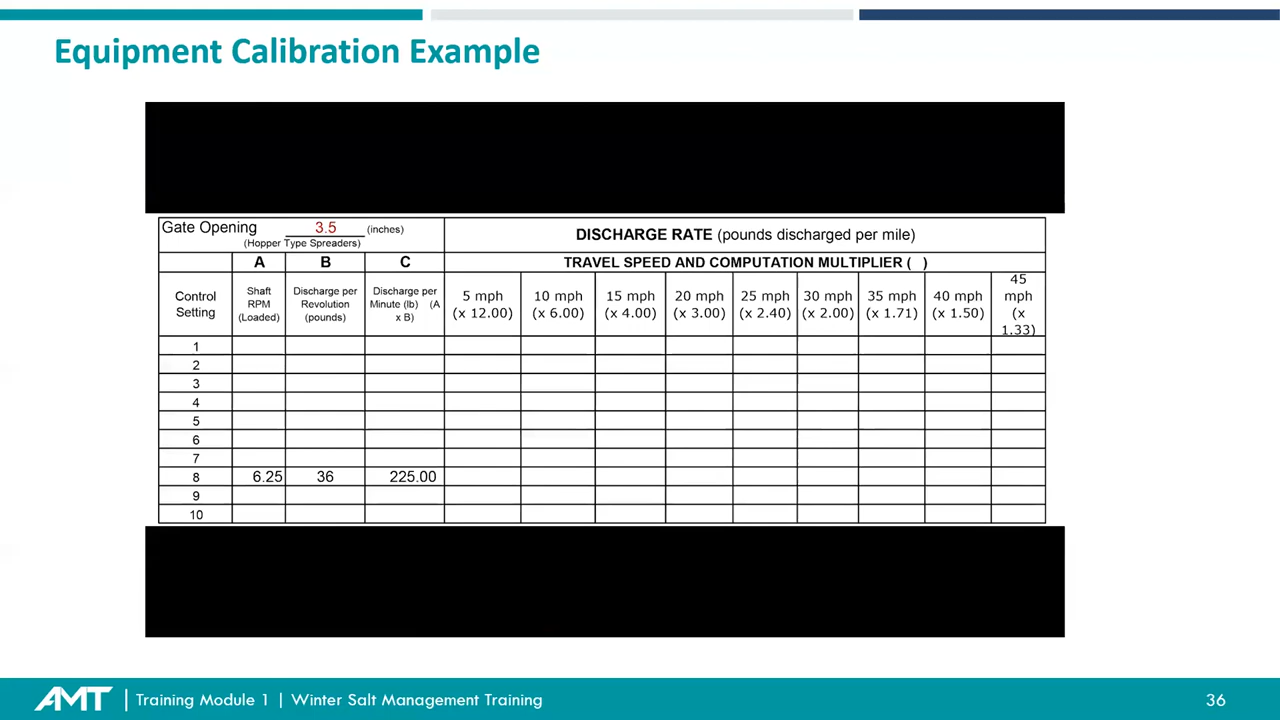 Equipment Calibration Example
Gate Opening 3.5 (inches)
(Hopper Type Spreaders)
DISCHARGE RATE (pounds discharged per mile)
A B C TRAVEL SPEED AND COMPUTATION MULTIPLIER ( )
Control Setting
Shaft RPM (Loaded)
Discharge per Revolution (pounds)
Discharge per Minute (lb) (A x B)
5 mph (x 12.00)
10 mph (x 6.00)
15 mph (x 4.00)
20 mph (x 3.00)
25 mph (x 2.40)
30 mph (x 2.00)
35 mph (x 1.71)
40 mph (x 1.50)
45 mph (x 1.33)
1
2
3
4
5
6
7
8 6.25 36 225.00
9
10
AMT | Training Module 1 | Winter Salt Management Training 36